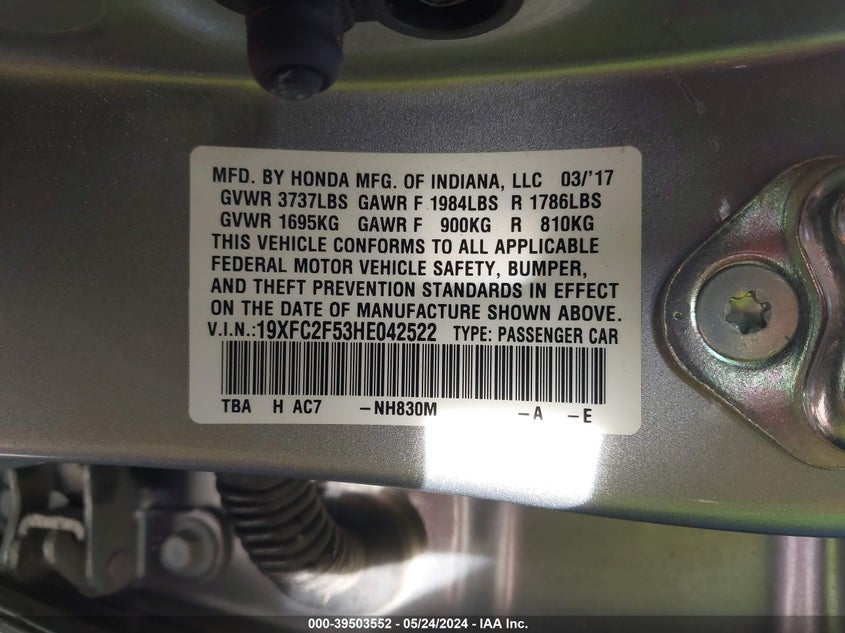 MFD. BY HONDA MFG. OF INDIANA, LLC 03/'17
GVWR 3737LBS GAWR F 1984LBS R 1786LBS
GVWR 1695KG GAWR F 900KG R 810KG
THIS VEHICLE CONFORMS TO ALL APPLICABLE
FEDERAL MOTOR VEHICLE SAFETY, BUMPER,
AND THEFT PREVENTION STANDARDS IN EFFECT
ON THE DATE OF MANUFACTURE SHOWN ABOVE.
V.I.N.:19XFC2F53HE042522 TYPE: PASSENGER CAR
TBA H AC7 -NH830M -A -E
000-39503552 - 05/24/2024 - IAA Inc.